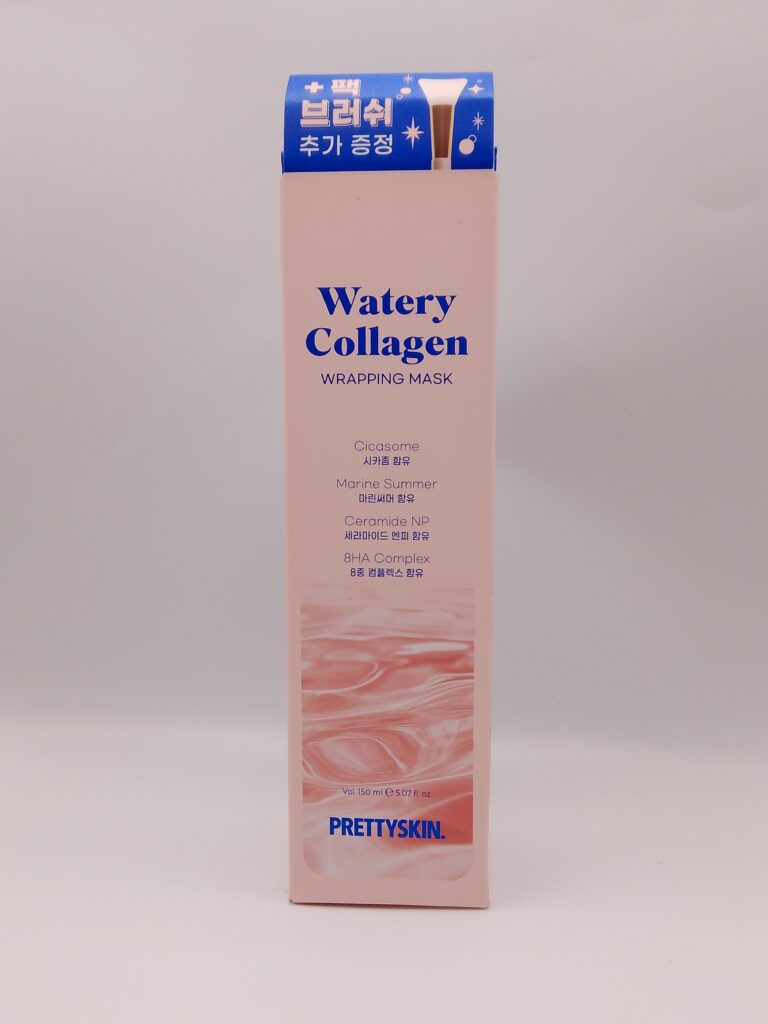 + 팩
브러쉬
추가 증정
Watery
Collagen
WRAPPING MASK
Cicasome
시카좀 함유
Marine Summer
마린써머 함유
Ceramide NP
세라마이드 엔피 함유
8HA Complex
8중 컴플렉스 함유
Vol. 150 ml ℮ 5.07 fl. oz.
PRETTYSKIN.